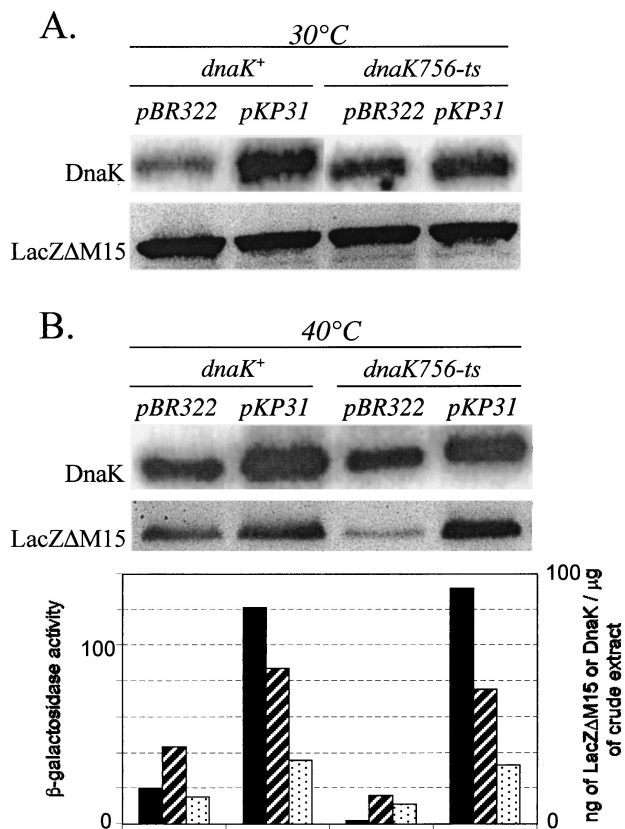 A.
30°C
dnaK⁺ dnaK756-ts
pBR322 pKP31 pBR322 pKP31
DnaK
LacZΔM15
B.
40°C
dnaK⁺ dnaK756-ts
pBR322 pKP31 pBR322 pKP31
DnaK
LacZΔM15
β-galactosidase activity
100
0
100
0
ng of LacZΔM15 or DnaK / μg
of crude extract